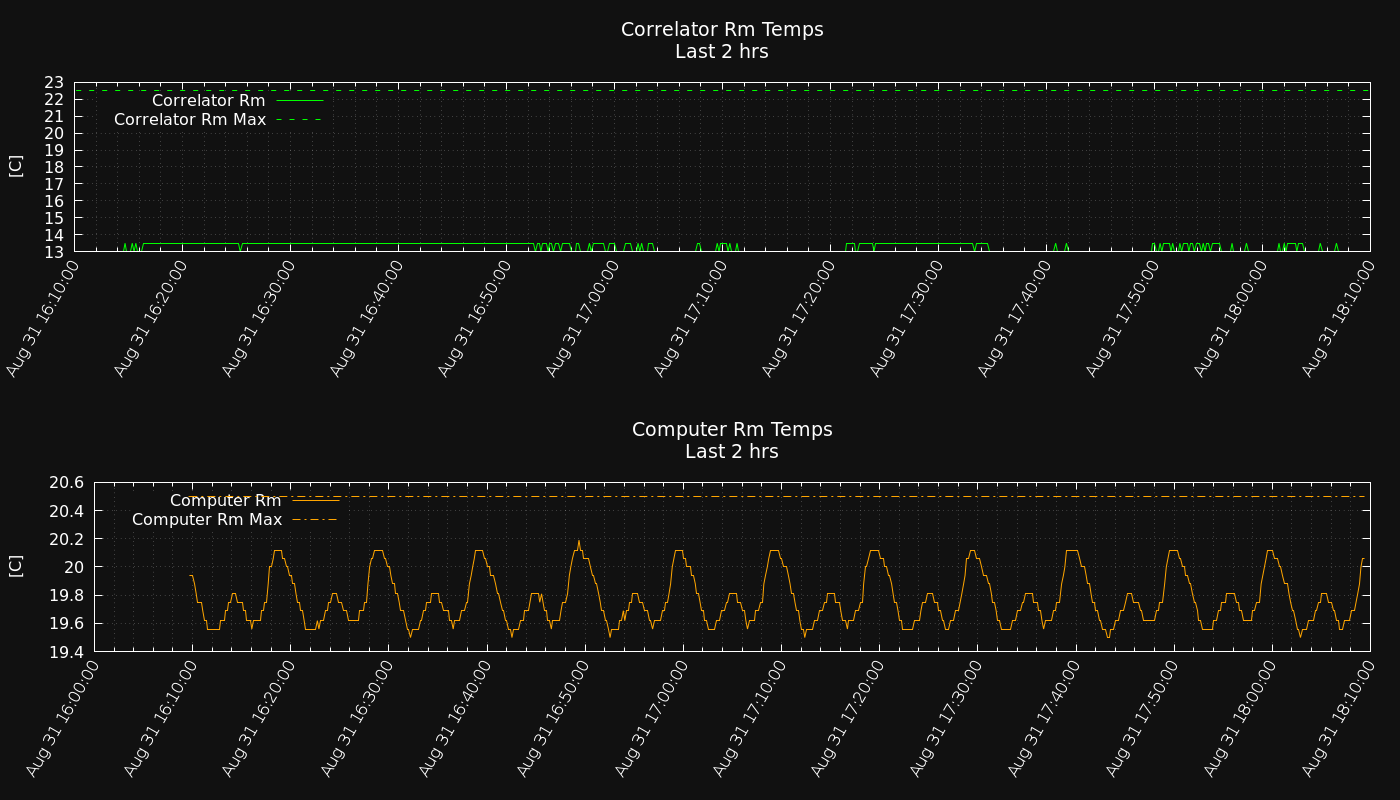 Correlator Rm Temps
Last 2 hrs
23
22
21
20
19
18
17
16
15
14
13
[C]
Correlator Rm
Correlator Rm Max
Aug 31 16:10:00
Aug 31 16:20:00
Aug 31 16:30:00
Aug 31 16:40:00
Aug 31 16:50:00
Aug 31 17:00:00
Aug 31 17:10:00
Aug 31 17:20:00
Aug 31 17:30:00
Aug 31 17:40:00
Aug 31 17:50:00
Aug 31 18:00:00
Aug 31 18:10:00
Computer Rm Temps
Last 2 hrs
20.6
20.4
20.2
20
19.8
19.6
19.4
[C]
Computer Rm
Computer Rm Max
Aug 31 16:00:00
Aug 31 16:10:00
Aug 31 16:20:00
Aug 31 16:30:00
Aug 31 16:40:00
Aug 31 16:50:00
Aug 31 17:00:00
Aug 31 17:10:00
Aug 31 17:20:00
Aug 31 17:30:00
Aug 31 17:40:00
Aug 31 17:50:00
Aug 31 18:00:00
Aug 31 18:10:00